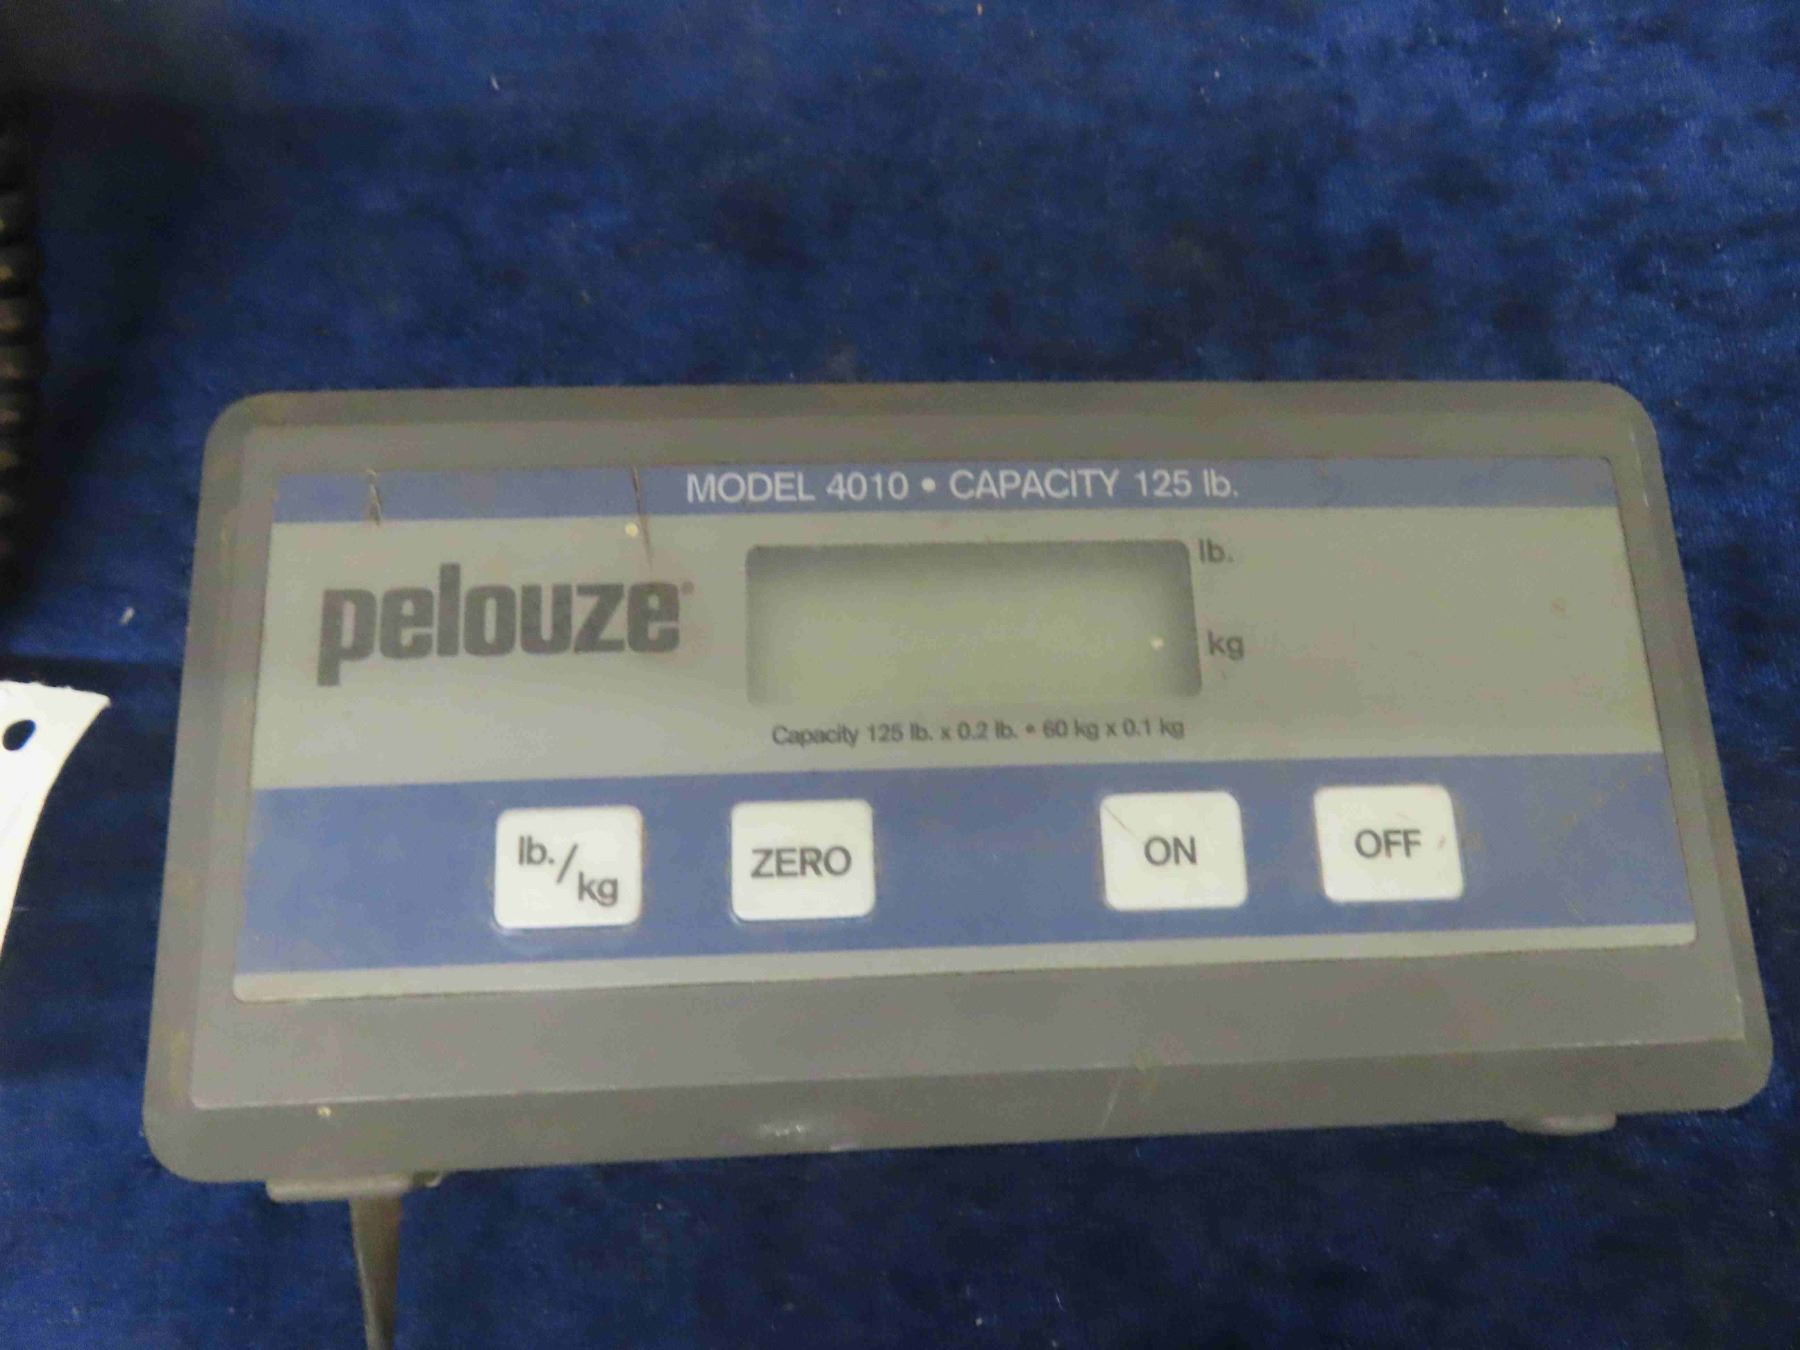 MODEL 4010 • CAPACITY 125 lb.
pelouze
lb.
kg
Capacity 125 lb. x 0.2 lb. • 60 kg x 0.1 kg
lb./kg
ZERO
ON
OFF